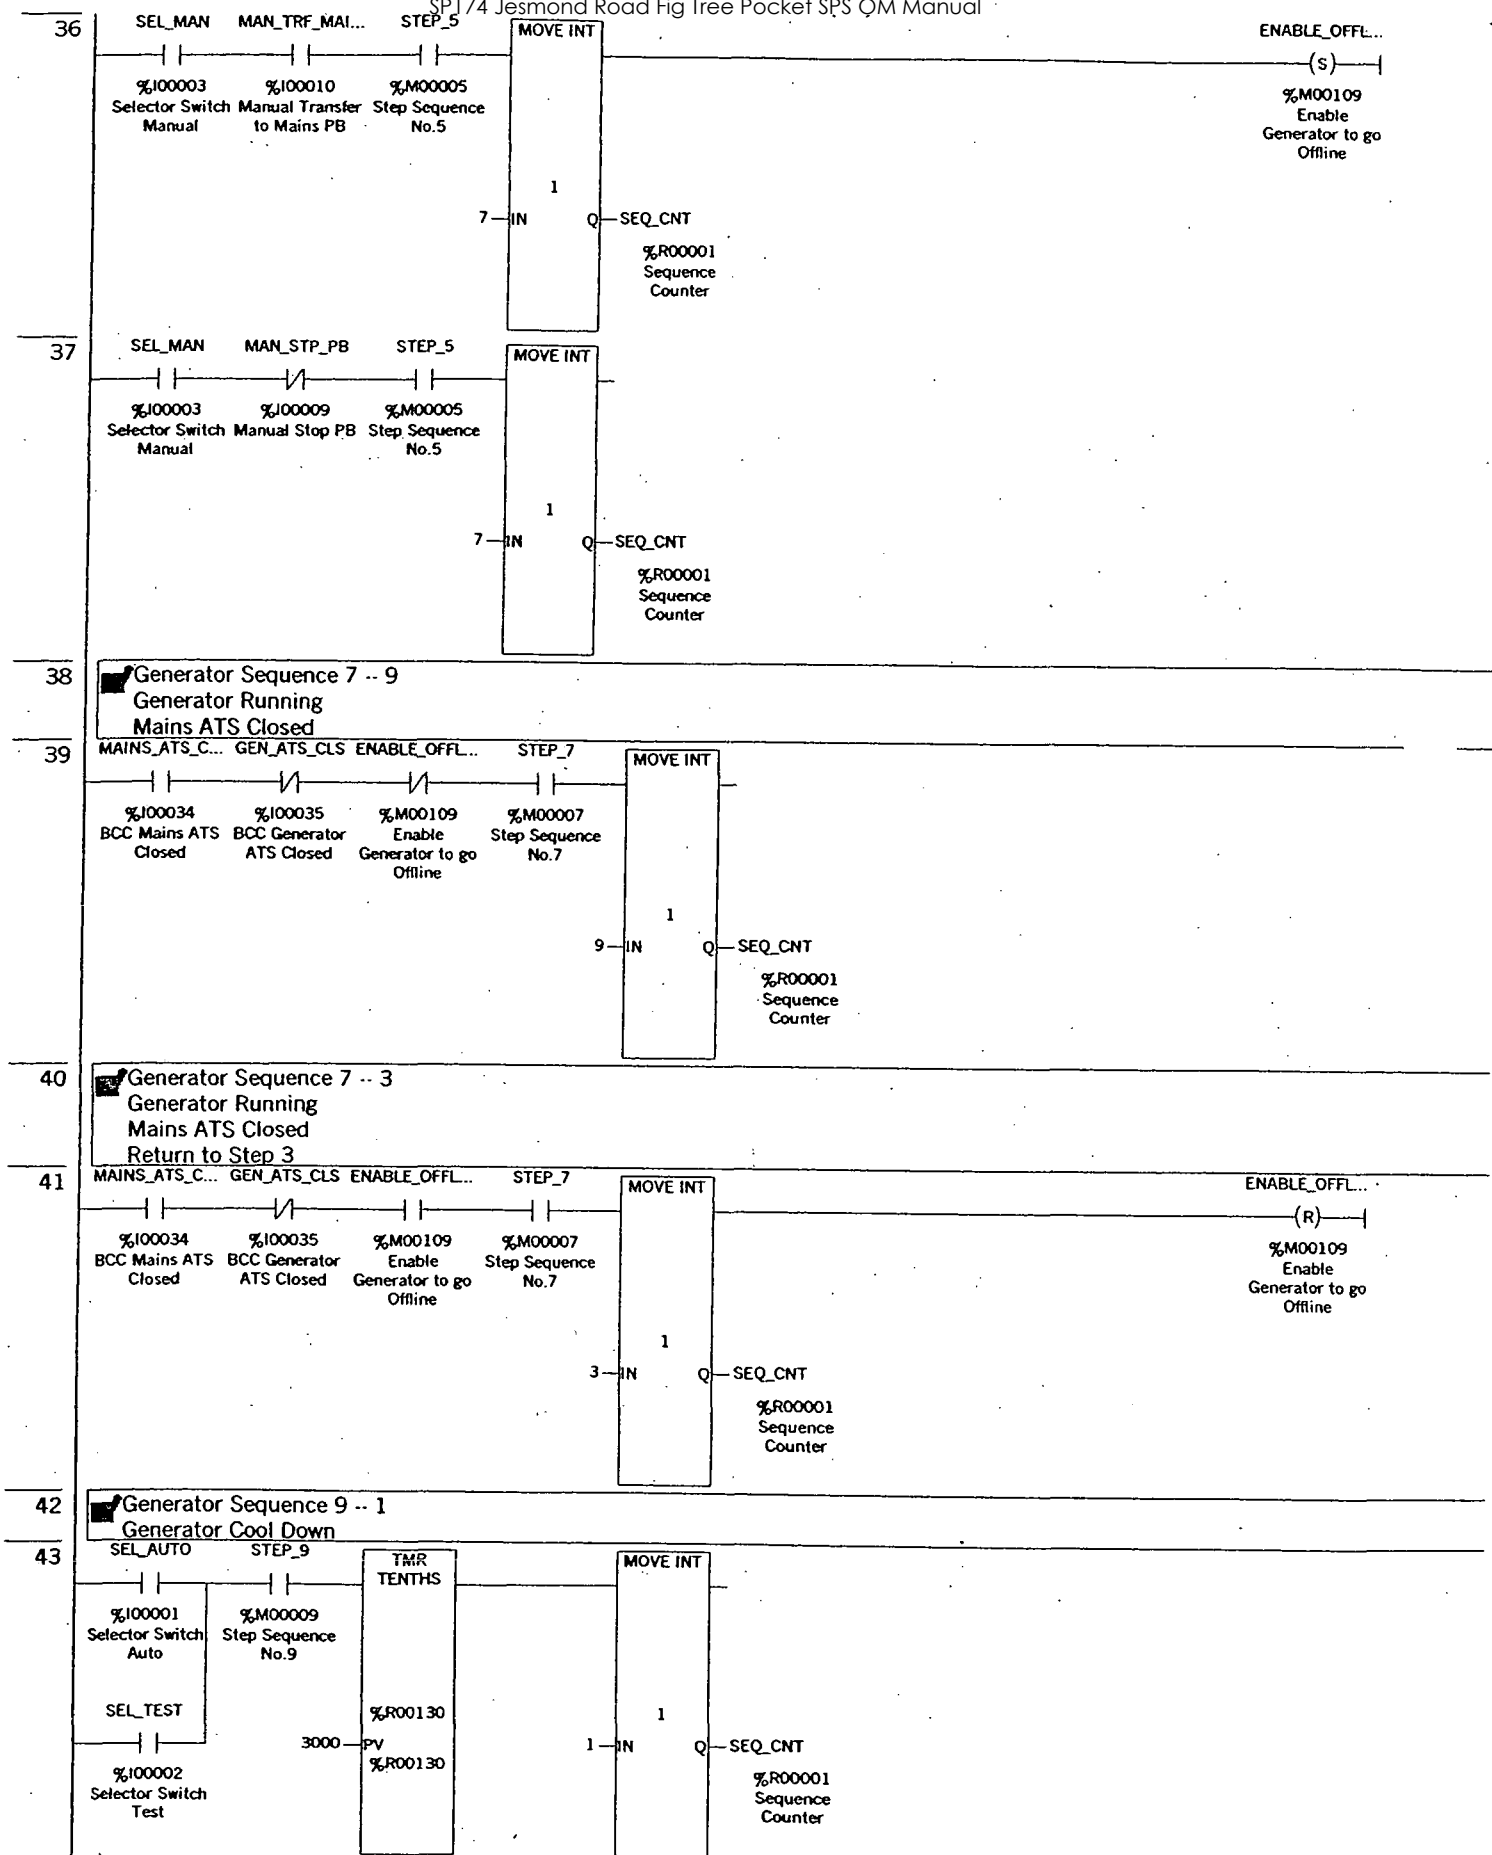 SP174 Jesmond Road Fig Tree Pocket SPS OM Manual
36
SEL_MAN MAN_TRF_MAI... STEP_5 MOVE INT ENABLE_OFFL...
(S)
%I00003 %I00010 %M00005 %M00109
Selector Switch Manual Transfer Step Sequence Enable
Manual to Mains PB No.5 Generator to go
Offline
1
7 IN Q SEQ_CNT
%R00001
Sequence
Counter
37
SEL_MAN MAN_STP_PB STEP_5 MOVE INT
%I00003 %I00009 %M00005
Selector Switch Manual Stop PB Step Sequence
Manual No.5
1
7 IN Q SEQ_CNT
%R00001
Sequence
Counter
38
Generator Sequence 7 -- 9
Generator Running
Mains ATS Closed
39
MAINS_ATS_C... GEN_ATS_CLS ENABLE_OFFL... STEP_7 MOVE INT
%I00034 %I00035 %M00109 %M00007
BCC Mains ATS BCC Generator Enable Step Sequence
Closed ATS Closed Generator to go No.7
Offline
1
9 IN Q SEQ_CNT
%R00001
Sequence
Counter
40
Generator Sequence 7 -- 3
Generator Running
Mains ATS Closed
Return to Step 3
41
MAINS_ATS_C... GEN_ATS_CLS ENABLE_OFFL... STEP_7 MOVE INT ENABLE_OFFL...
(R)
%I00034 %I00035 %M00109 %M00007 %M00109
BCC Mains ATS BCC Generator Enable Step Sequence Enable
Closed ATS Closed Generator to go No.7 Generator to go
Offline Offline
1
3 IN Q SEQ_CNT
%R00001
Sequence
Counter
42
Generator Sequence 9 -- 1
Generator Cool Down
43
SEL_AUTO STEP_9 TMR MOVE INT
TENTHS
%I00001 %M00009
Selector Switch Step Sequence
Auto No.9
SEL_TEST %R00130 1
3000 PV 1 IN Q SEQ_CNT
%R00130
%I00002 %R00001
Selector Switch Sequence
Test Counter